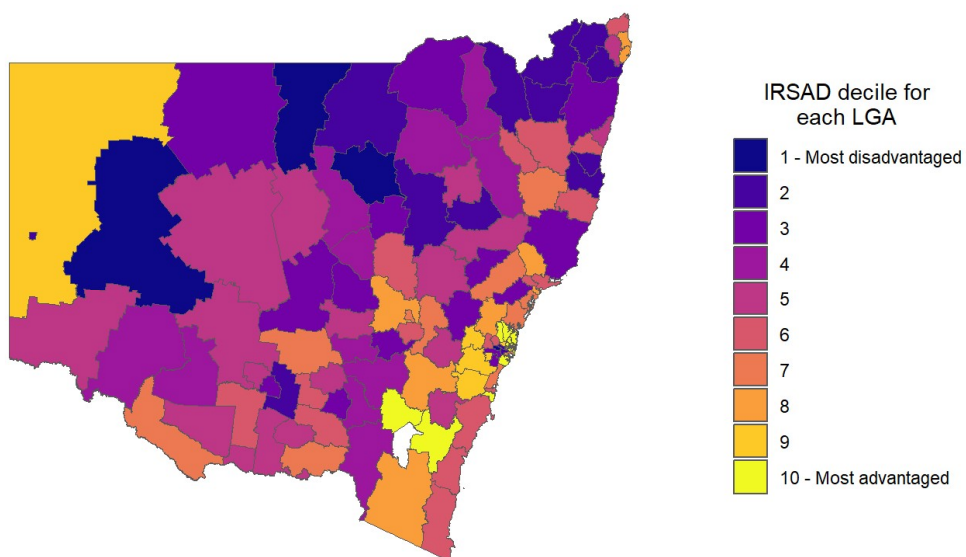 IRSAD decile for
each LGA
1 - Most disadvantaged
2
3
4
5
6
7
8
9
10 - Most advantaged